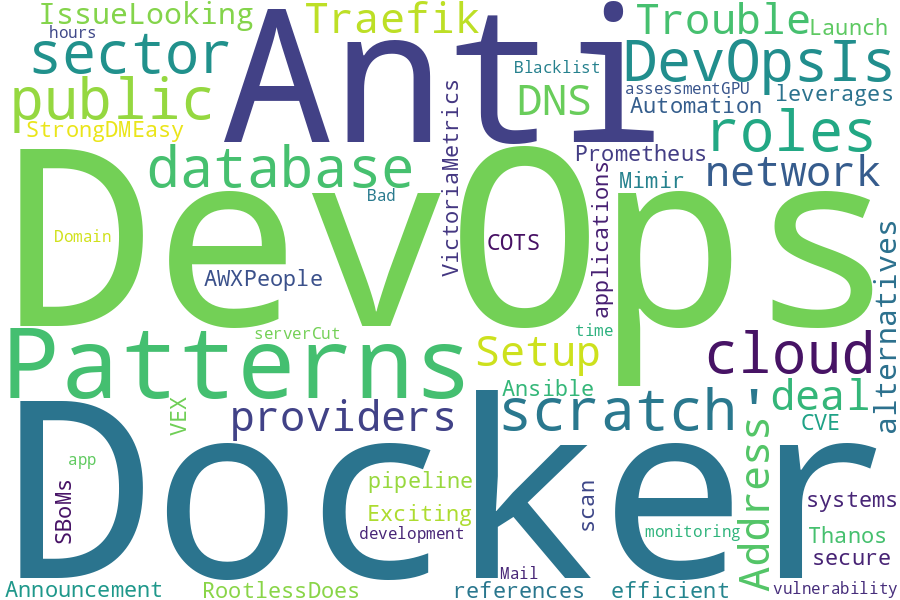 IssueLooking
hours
Traefik
Anti
Trouble
Launch
sector
DevOpsIs
Blacklist
public
DNS
assessmentGPU
Automation
leverages
StrongDMEasy
roles
database
VictoriaMetrics
Prometheus
network
Mimir
Bad
applications
DevOps
Domain
COTS
AWXPeople
alternatives
serverCut
time
Patterns
Setup
cloud
Ansible
deal
providers
scratch'
VEX
CVE
Docker
Address
app
SBoMs
pipeline
scan
systems
Exciting
development
monitoring
Thanos
secure
Mail
Announcement
RootlessDoes
references
efficient
vulnerability